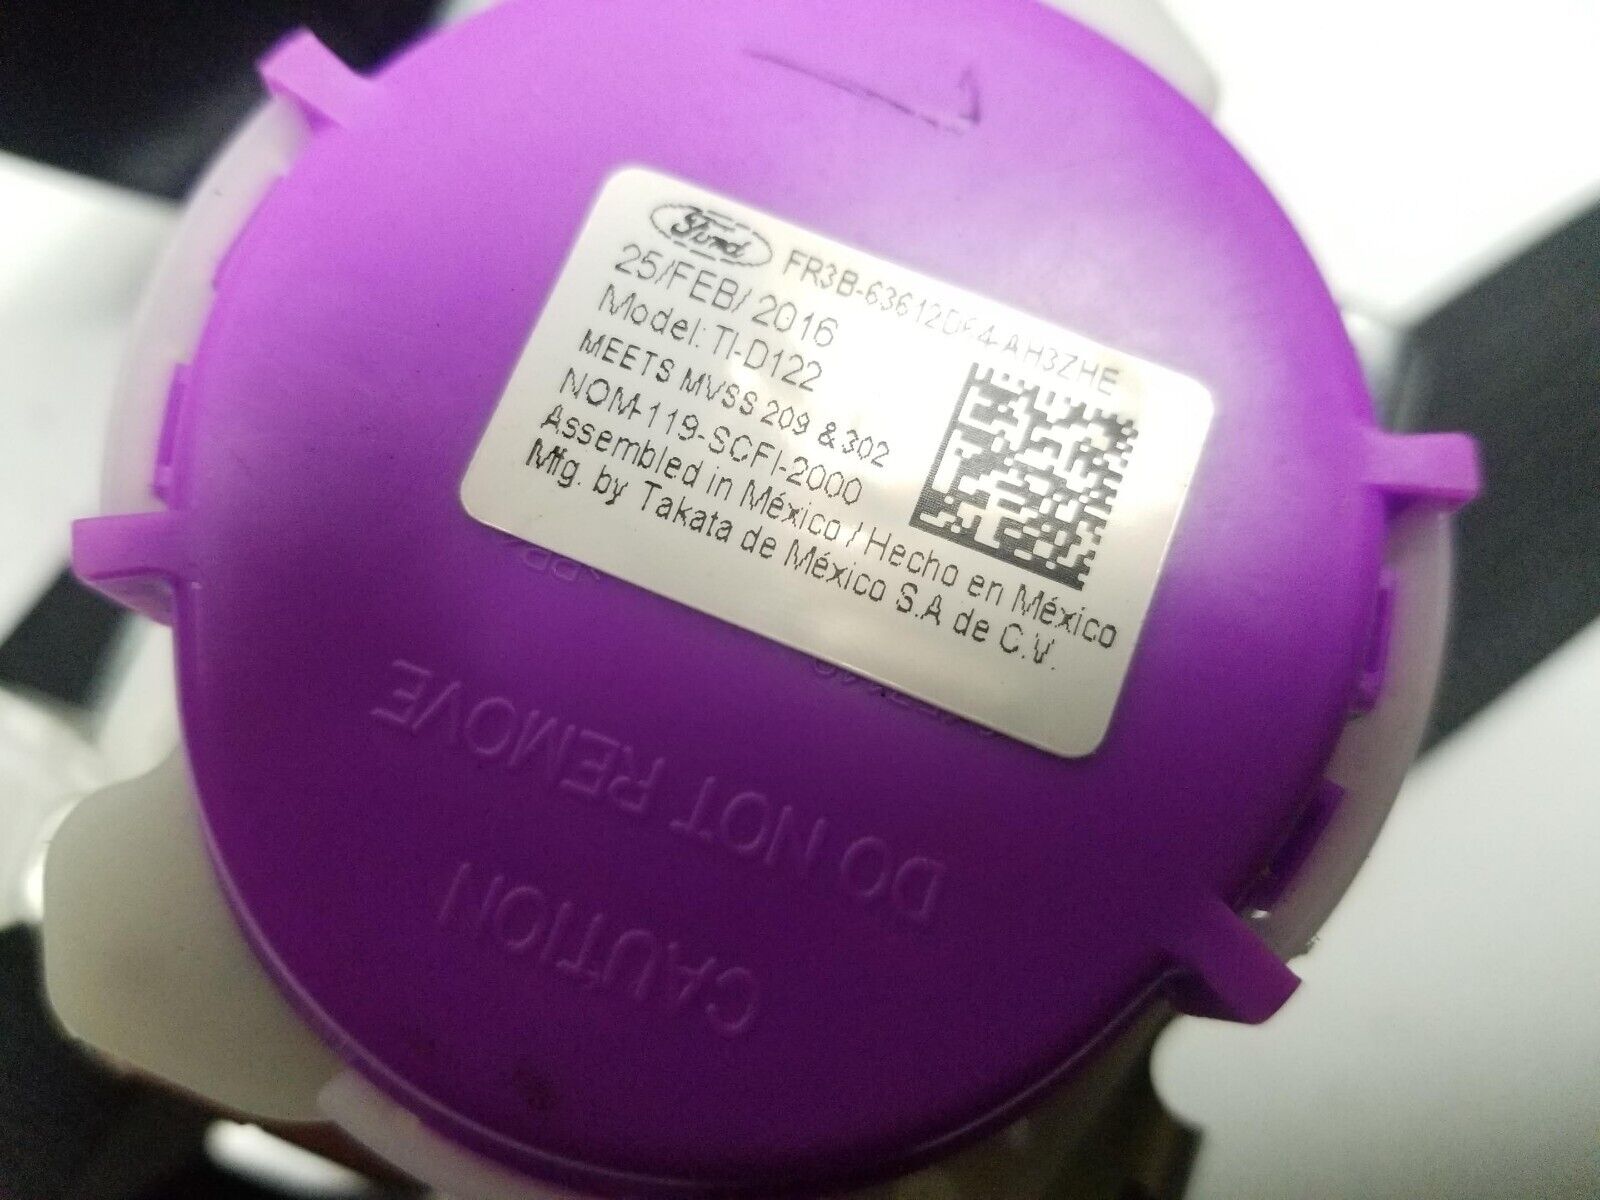 Ford FR3B-63612D64-AH3ZHE
25/FEB/2016
Model: TI-D122
MEETS MVSS 209 & 302
NOM-119-SCFI-2000
Assembled in México / Hecho en México
Mfg. by Takata de México S.A de C.V.
CAUTION
DO NOT REMOVE